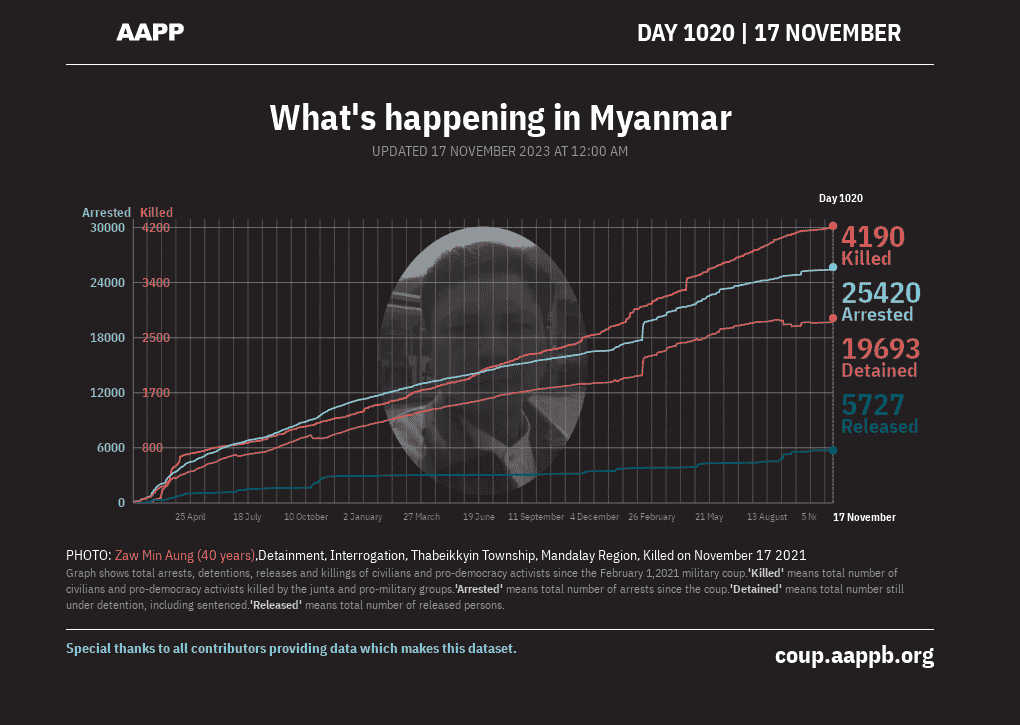 AAPP
DAY 1020 | 17 NOVEMBER
What's happening in Myanmar
UPDATED 17 NOVEMBER 2023 AT 12:00 AM
Day 1020
Arrested Killed
30000 4200
24000 3400
18000 2500
12000 1700
6000 800
0
4190
Killed
25420
Arrested
19693
Detained
5727
Released
25 April 18 July 10 October 2 January 27 March 19 June 11 September 4 December 26 February 21 May 13 August 5 17 November
PHOTO: Zaw Min Aung (40 years),Detainment, Interrogation, Thabeikkyin Township, Mandalay Region, Killed on November 17 2021
Graph shows total arrests, detentions, releases and killings of civilians and pro-democracy activists since the February 1,2021 military coup.'Killed' means total number of
civilians and pro-democracy activists killed by the junta and pro-military groups.'Arrested' means total number of arrests since the coup.'Detained' means total number still
under detention, including sentenced.'Released' means total number of released persons.
Special thanks to all contributors providing data which makes this dataset.
coup.aappb.org